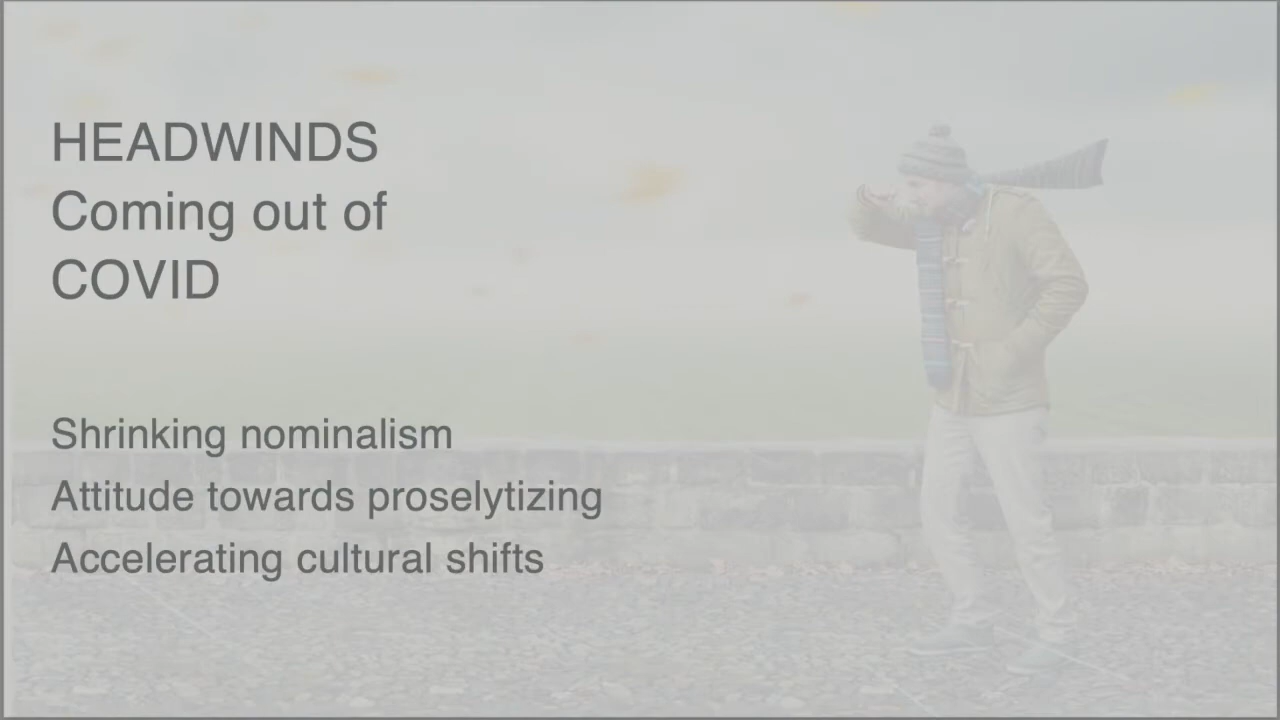 HEADWINDS
Coming out of
COVID
Shrinking nominalism
Attitude towards proselytizing
Accelerating cultural shifts